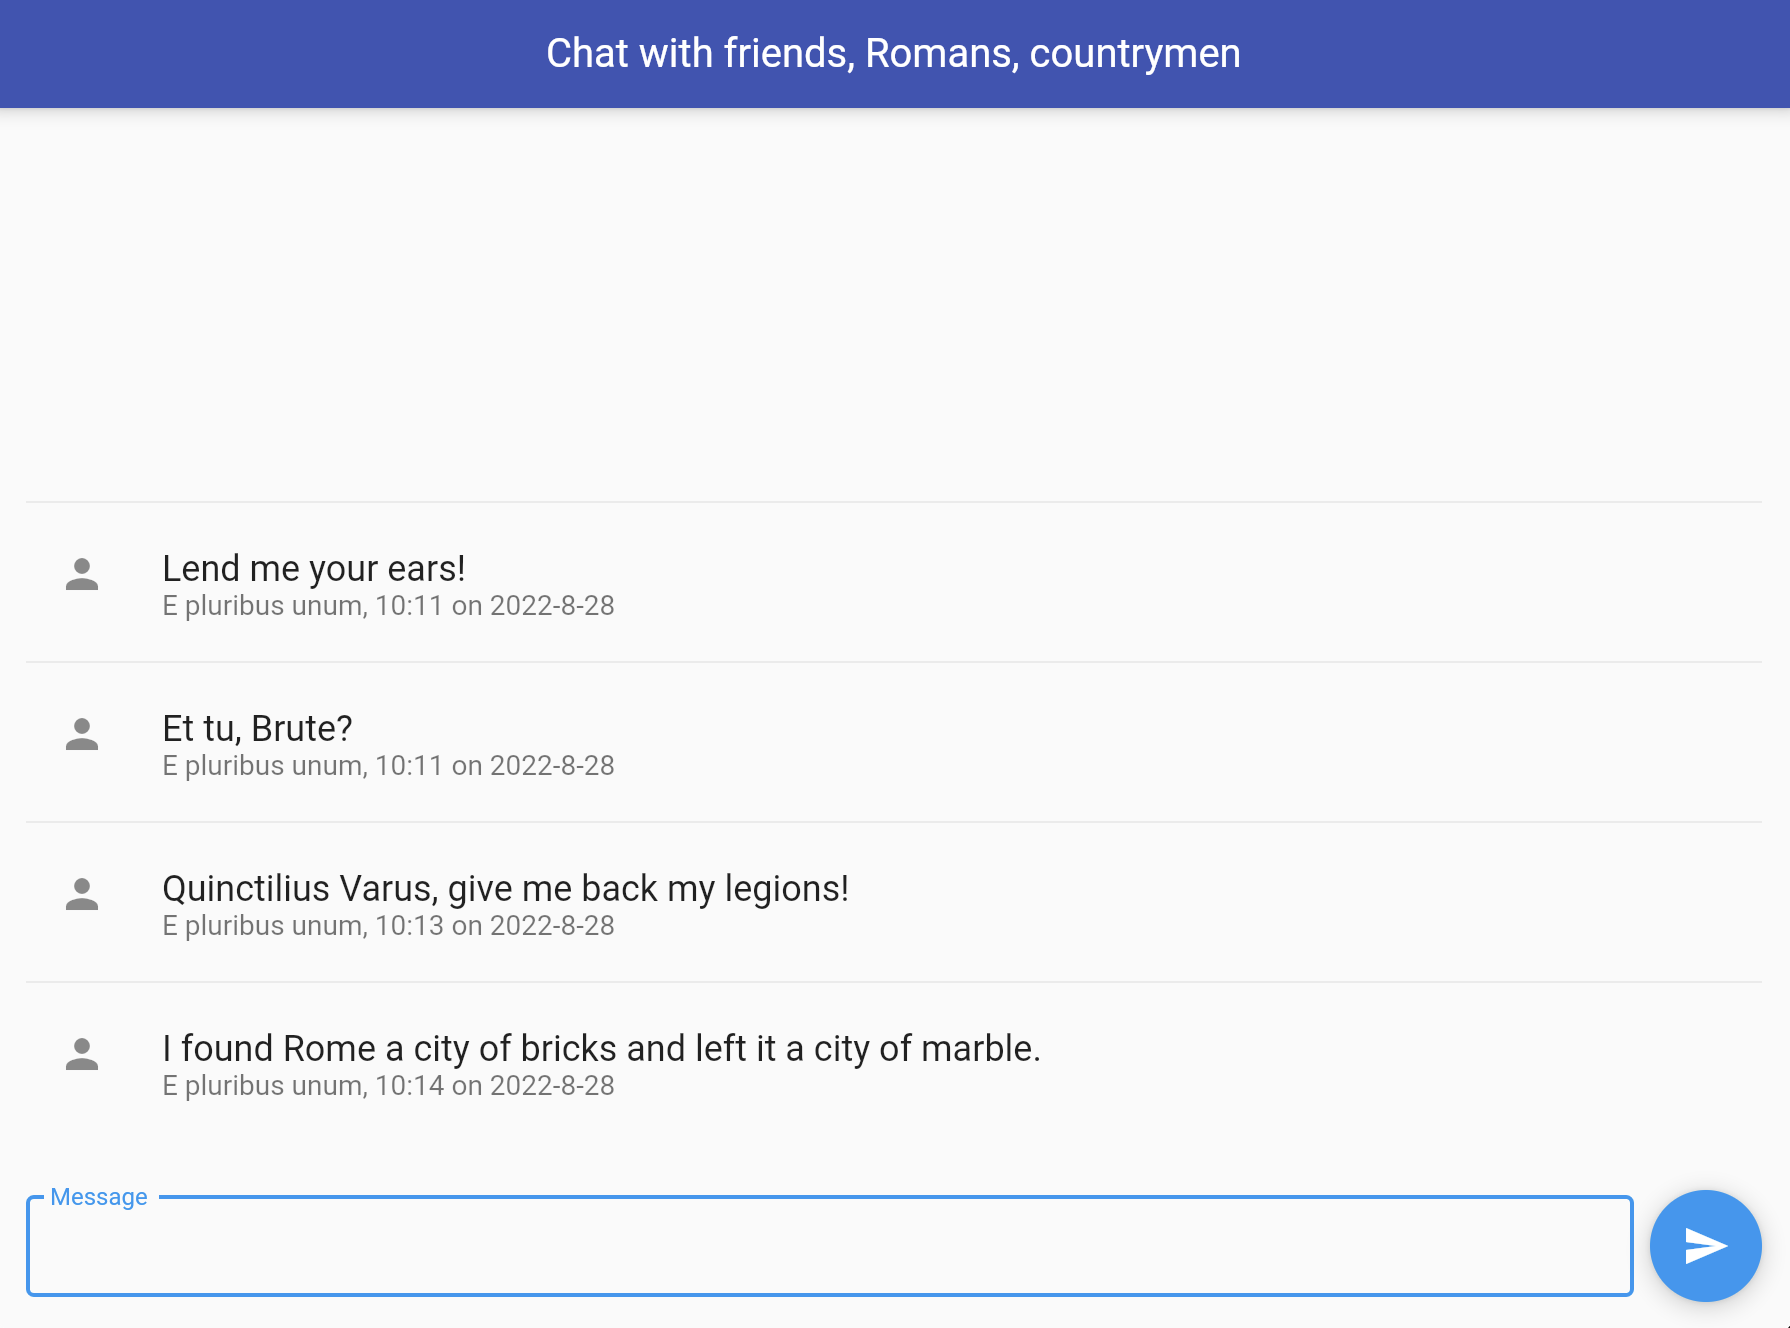 Chat with friends, Romans, countrymen
Lend me your ears!
E pluribus unum, 10:11 on 2022-8-28
Et tu, Brute?
E pluribus unum, 10:11 on 2022-8-28
Quinctilius Varus, give me back my legions!
E pluribus unum, 10:13 on 2022-8-28
I found Rome a city of bricks and left it a city of marble.
E pluribus unum, 10:14 on 2022-8-28
Message